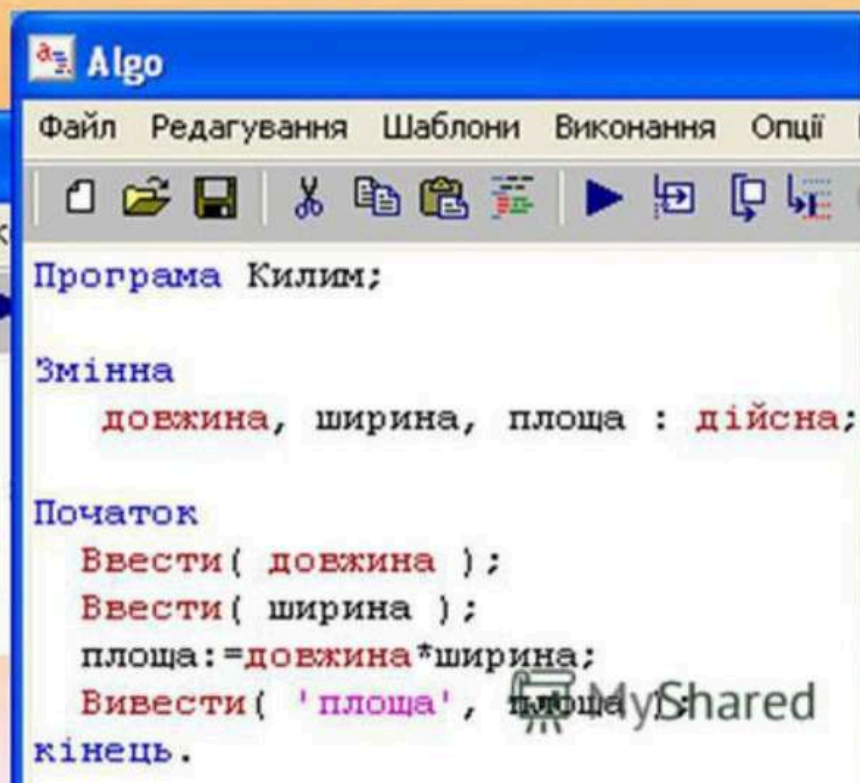 Algo
Файл Редагування Шаблони Виконання Опції
Програма Килим;
Змінна
довжина, ширина, площа : дійсна;
Початок
Ввести( довжина );
Ввести( ширина );
площа:=довжина*ширина;
Вивести( 'площа', площа );
MyShared
кінець.